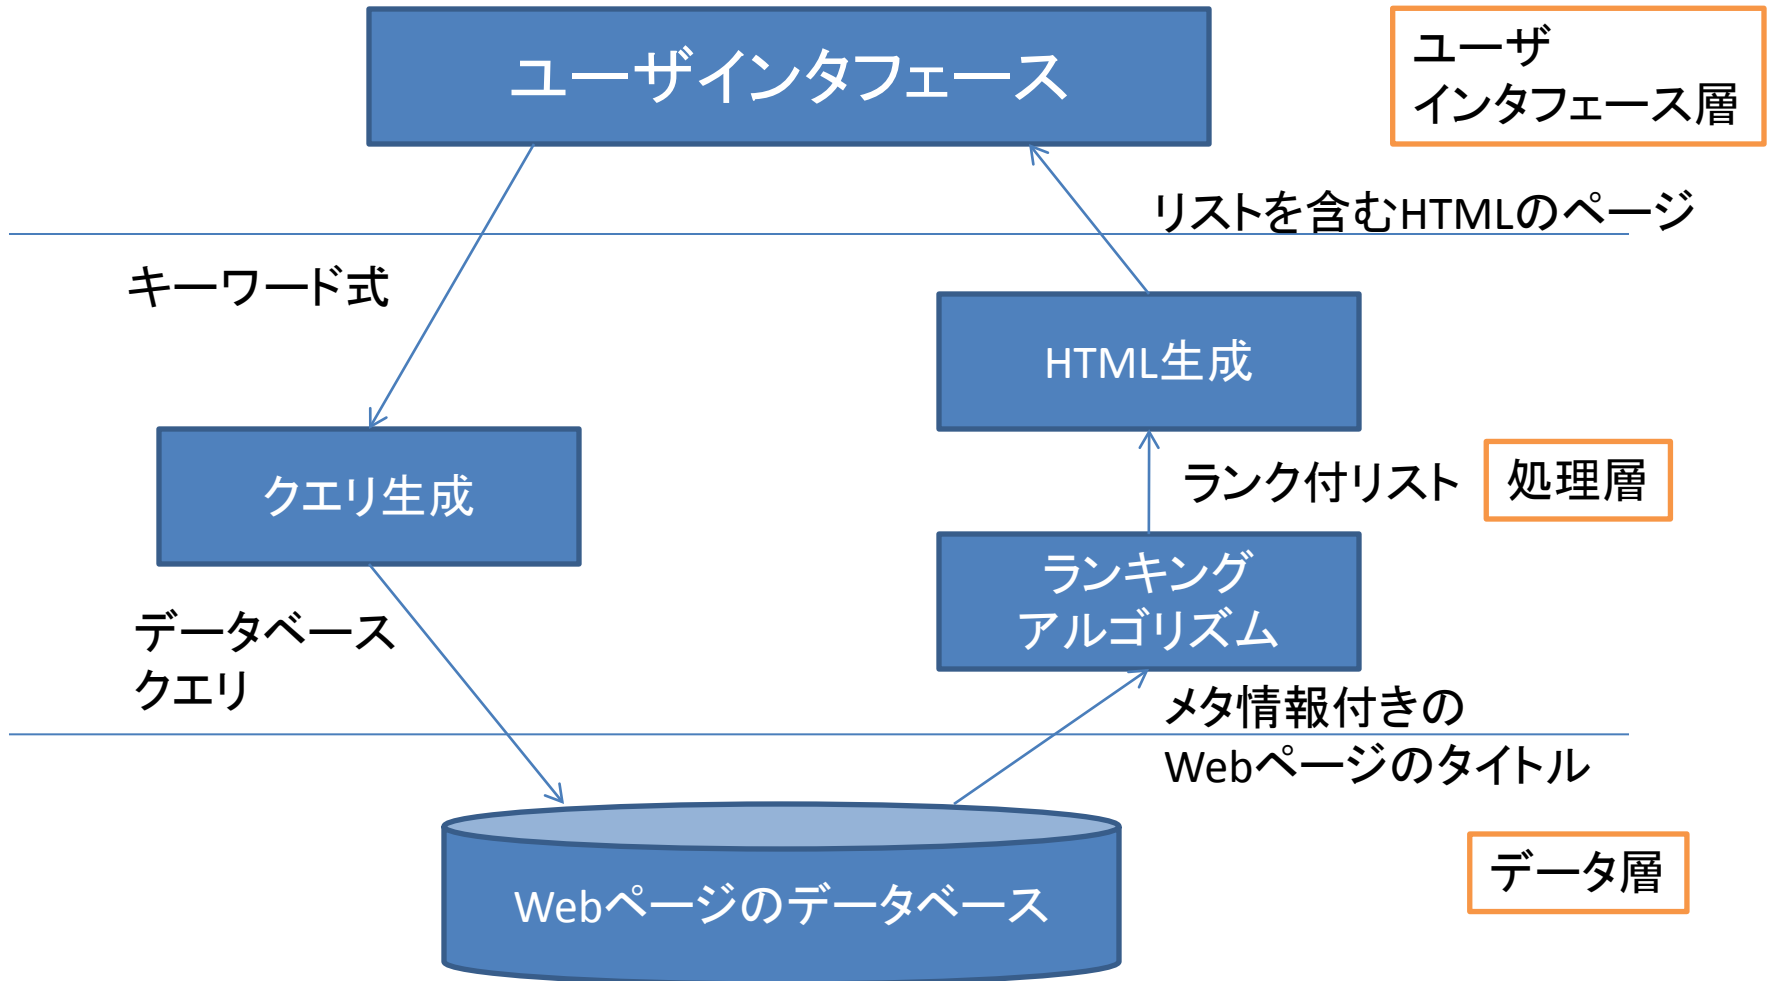 ユーザインタフェース
ユーザ
インタフェース層
リストを含むHTMLのページ
キーワード式
HTML生成
クエリ生成
ランク付リスト
処理層
ランキング
アルゴリズム
データベース
クエリ
メタ情報付きの
Webページのタイトル
Webページのデータベース
データ層